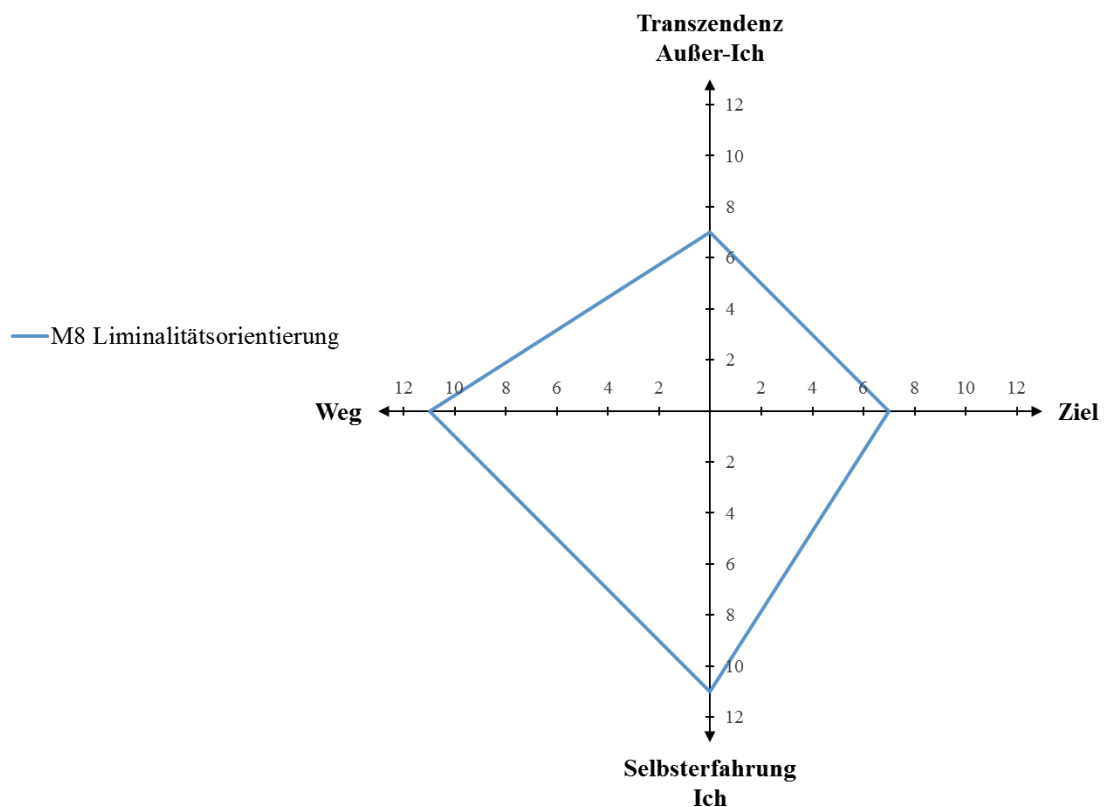 Transzendenz
Außer-Ich
12
10
8
6
4
2
M8 Liminalitätsorientierung
12 10 8 6 4 2 2 4 6 8 10 12
Weg
Ziel
2
4
6
8
10
12
Selbsterfahrung
Ich